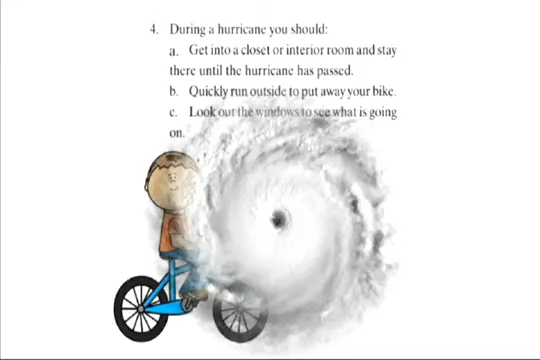 4. During a hurricane you should:
a. Get into a closet or interior room and stay
there until the hurricane has passed.
b. Quickly run outside to put away your bike.
c. Look out the windows to see what is going
on.